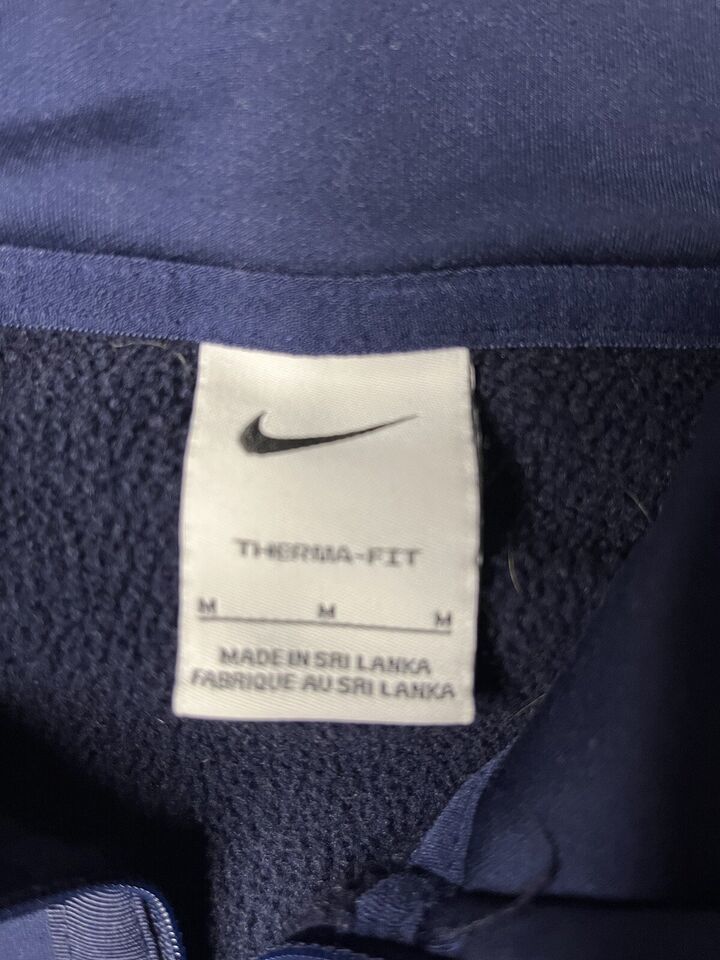 THERMA-FIT
M M M
MADE IN SRI LANKA
FABRIQUE AU SRI LANKA